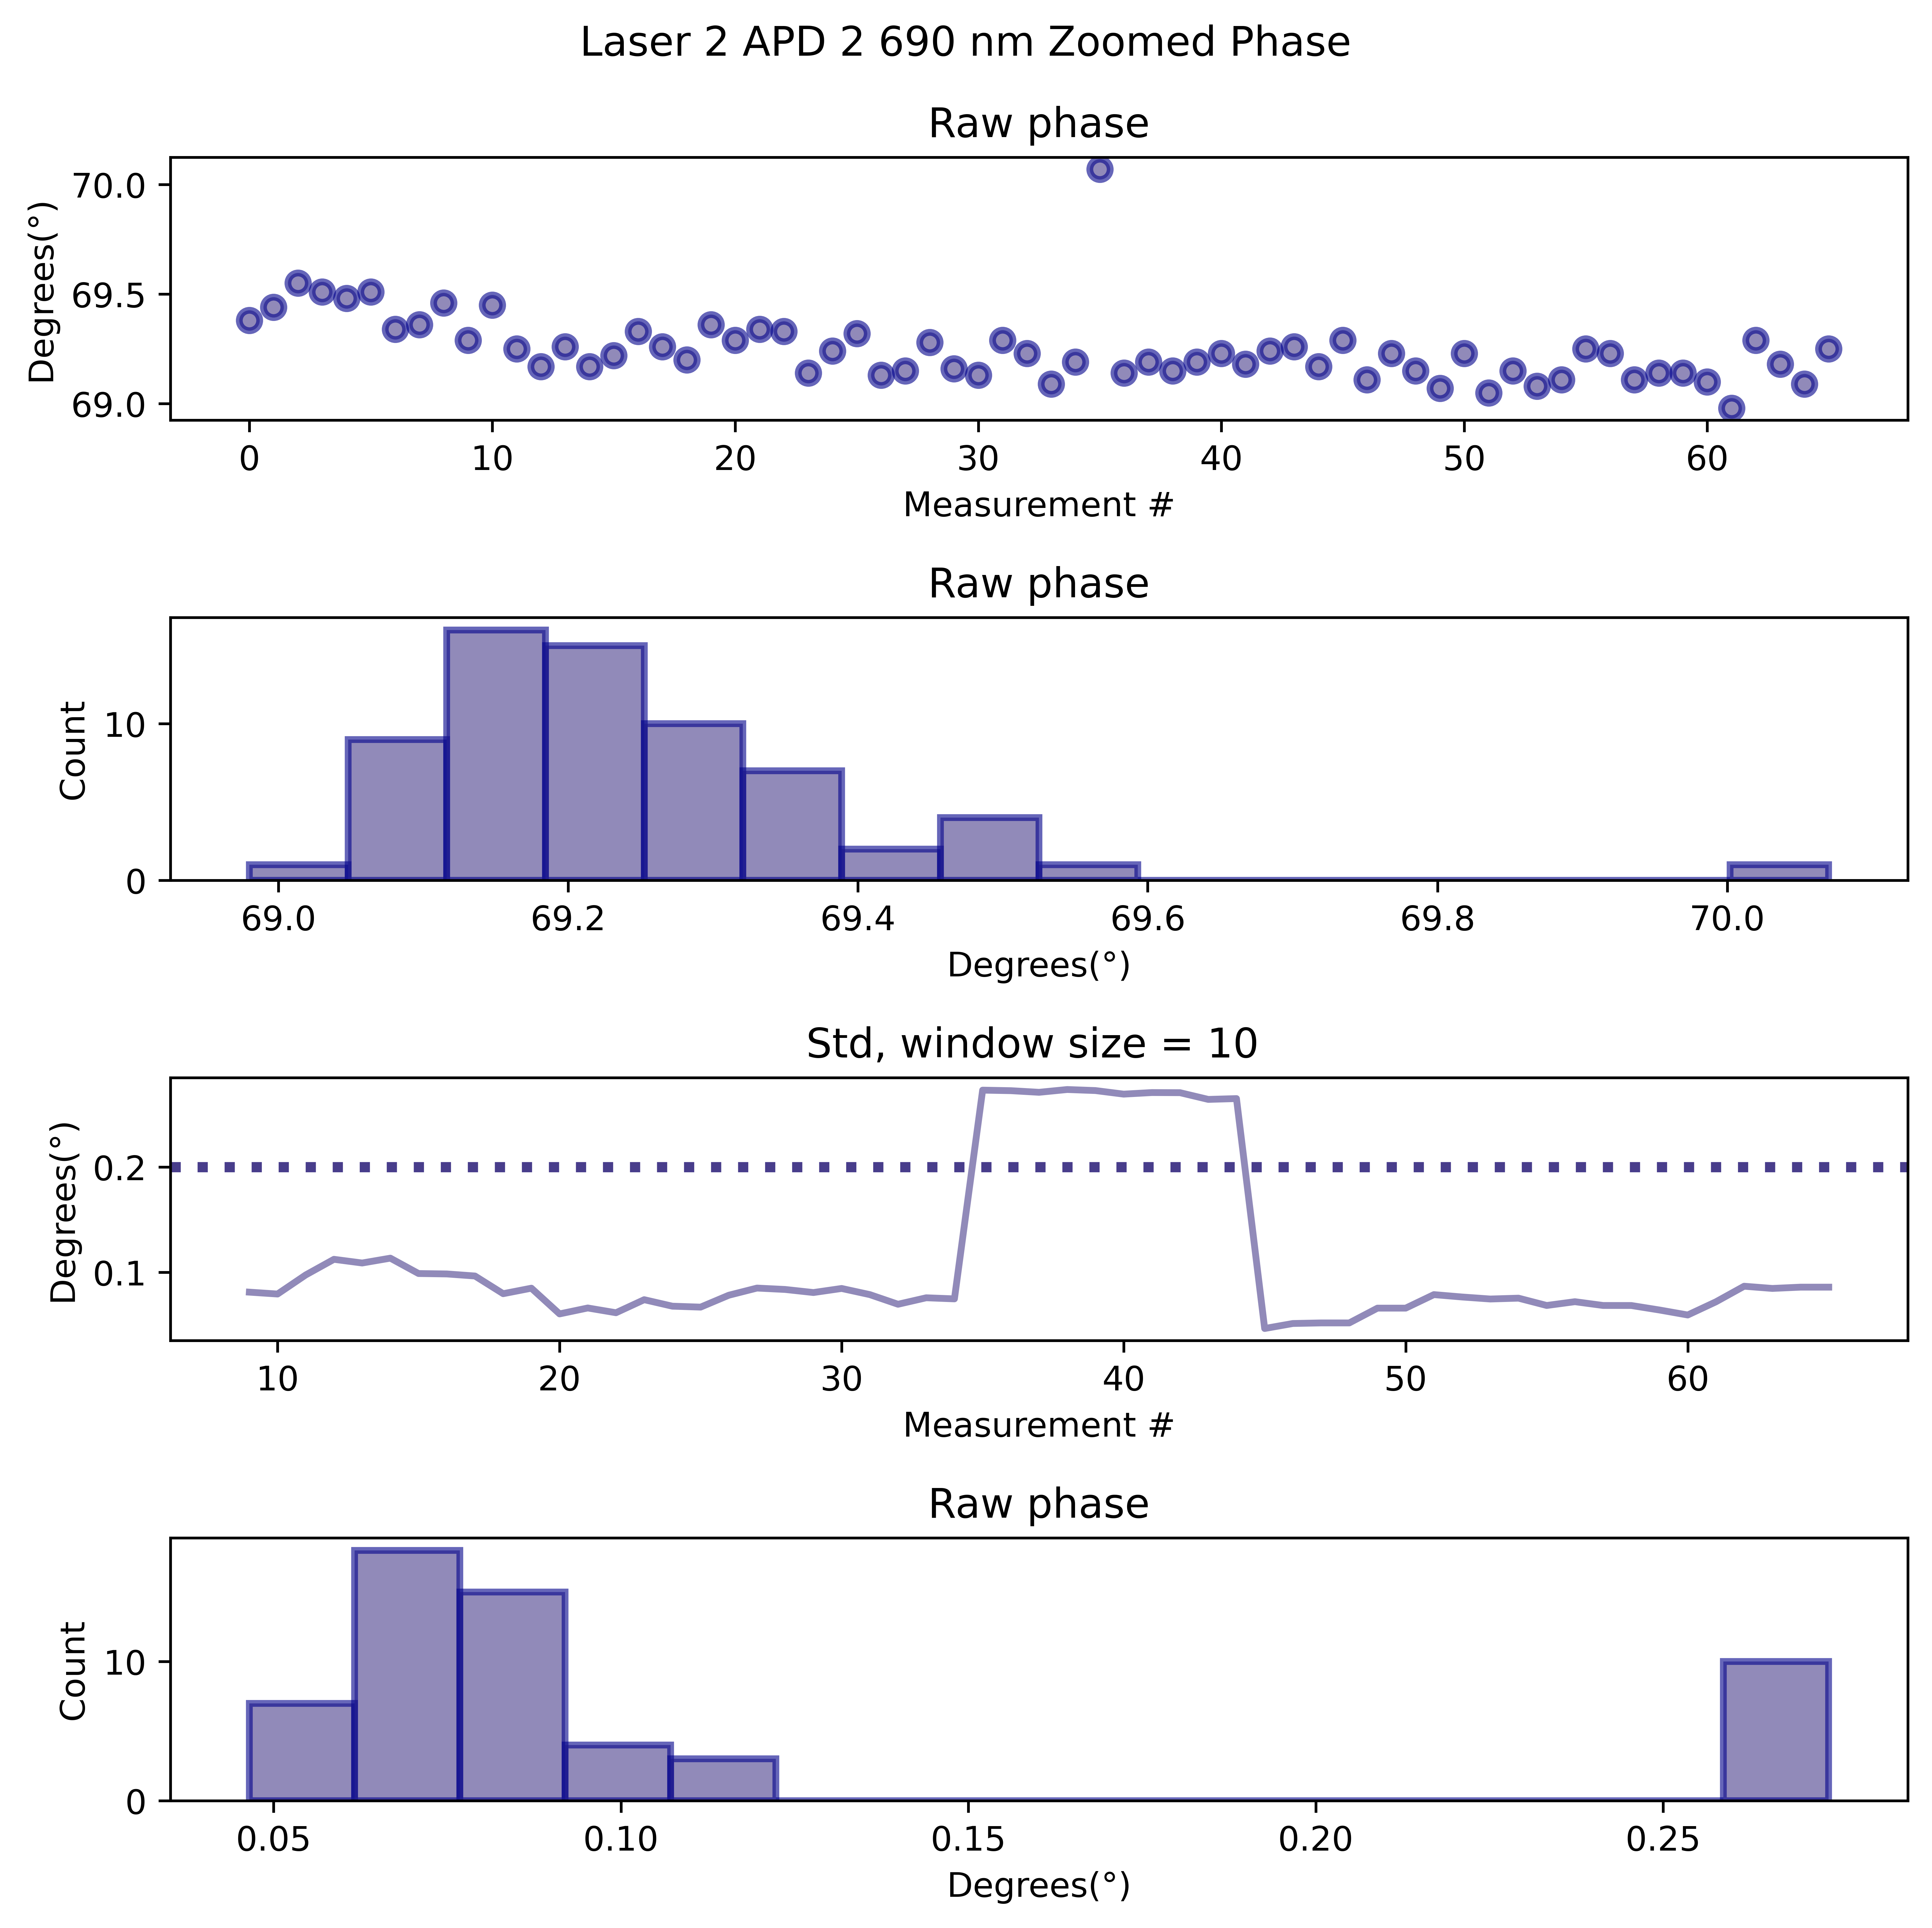 Laser 2 APD 2 690 nm Zoomed Phase
Raw phase
Degrees(°)
70.0
69.5
69.0
0 10 20 30 40 50 60
Measurement #
Raw phase
Count
10
0
69.0 69.2 69.4 69.6 69.8 70.0
Degrees(°)
Std, window size = 10
Degrees(°)
0.2
0.1
10 20 30 40 50 60
Measurement #
Raw phase
Count
10
0
0.05 0.10 0.15 0.20 0.25
Degrees(°)